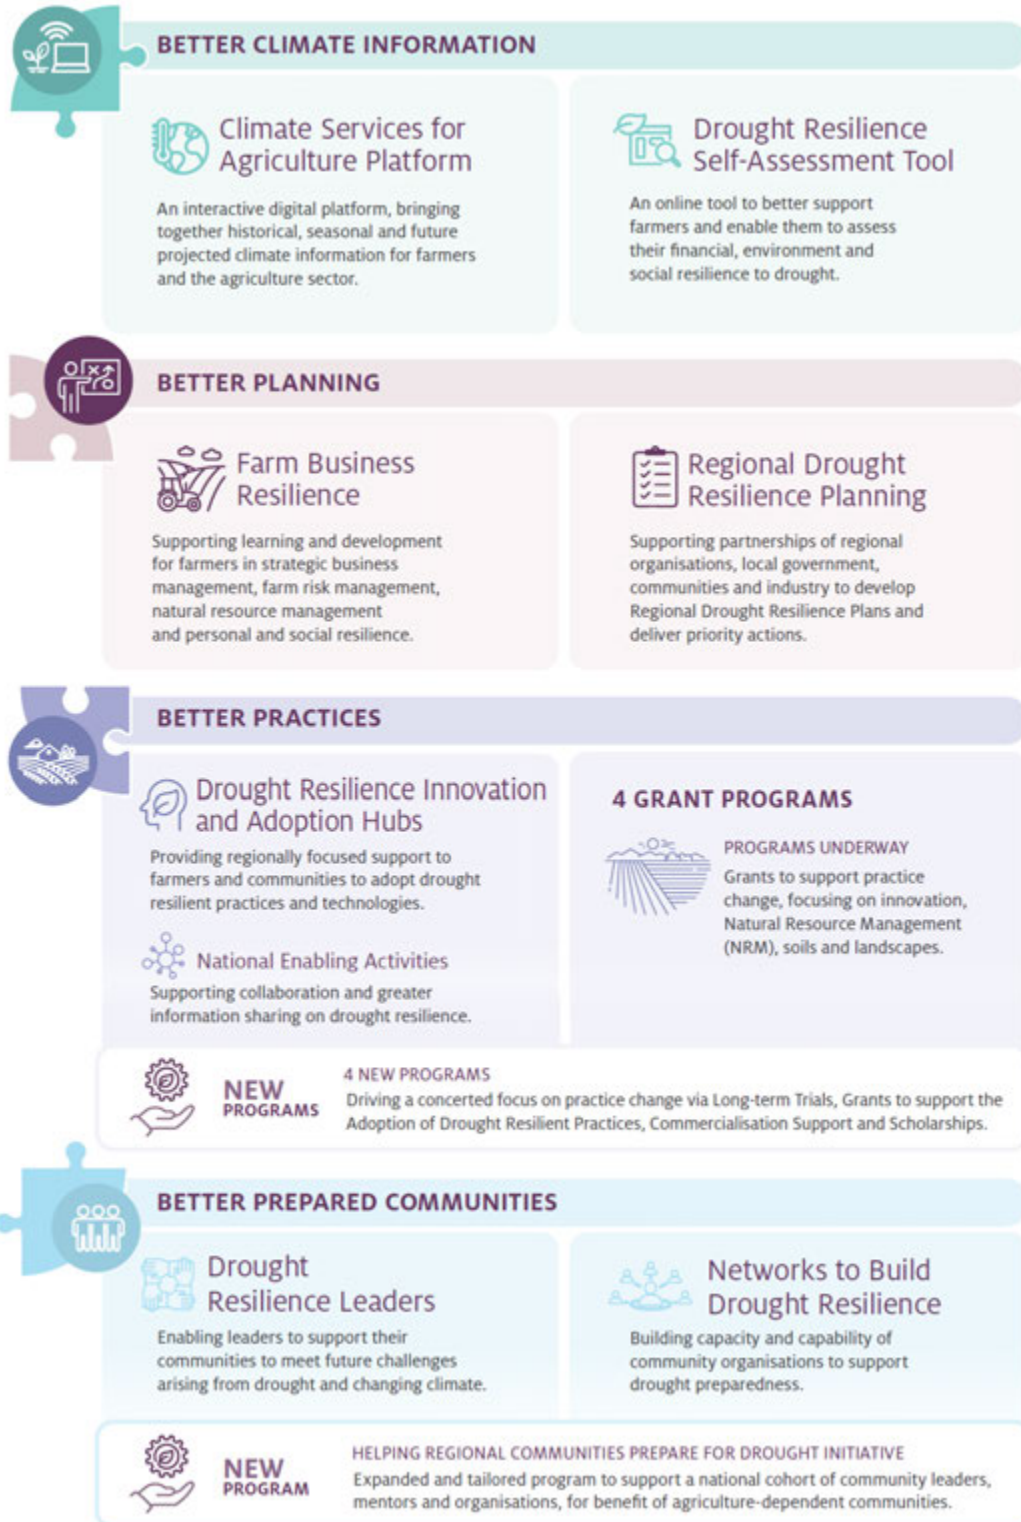 BETTER CLIMATE INFORMATION
Climate Services for
Agriculture Platform
An interactive digital platform, bringing
together historical, seasonal and future
projected climate information for farmers
and the agriculture sector.
Drought Resilience
Self-Assessment Tool
An online tool to better support
farmers and enable them to assess
their financial, environment and
social resilience to drought.
BETTER PLANNING
Farm Business
Resilience
Supporting learning and development
for farmers in strategic business
management, farm risk management,
natural resource management
and personal and social resilience.
Regional Drought
Resilience Planning
Supporting partnerships of regional
organisations, local government,
communities and industry to develop
Regional Drought Resilience Plans and
deliver priority actions.
BETTER PRACTICES
Drought Resilience Innovation
and Adoption Hubs
Providing regionally focused support to
farmers and communities to adopt drought
resilient practices and technologies.
National Enabling Activities
Supporting collaboration and greater
information sharing on drought resilience.
4 GRANT PROGRAMS
PROGRAMS UNDERWAY
Grants to support practice
change, focusing on innovation,
Natural Resource Management
(NRM), soils and landscapes.
NEW
PROGRAMS
4 NEW PROGRAMS
Driving a concerted focus on practice change via Long-term Trials, Grants to support the
Adoption of Drought Resilient Practices, Commercialisation Support and Scholarships.
BETTER PREPARED COMMUNITIES
Drought
Resilience Leaders
Enabling leaders to support their
communities to meet future challenges
arising from drought and changing climate.
Networks to Build
Drought Resilience
Building capacity and capability of
community organisations to support
drought preparedness.
NEW
PROGRAM
HELPING REGIONAL COMMUNITIES PREPARE FOR DROUGHT INITIATIVE
Expanded and tailored program to support a national cohort of community leaders,
mentors and organisations, for benefit of agriculture-dependent communities.